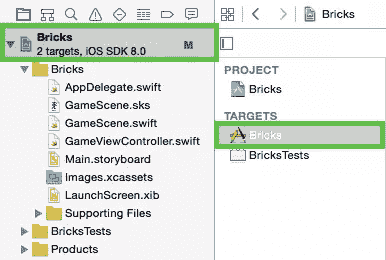 Bricks
2 targets, iOS SDK 8.0
M
Bricks
AppDelegate.swift
GameScene.sks
GameScene.swift
GameViewController.swift
Main.storyboard
Images.xcassets
LaunchScreen.xib
Supporting Files
BricksTests
Products
Bricks
PROJECT
Bricks
TARGETS
Bricks
BricksTests